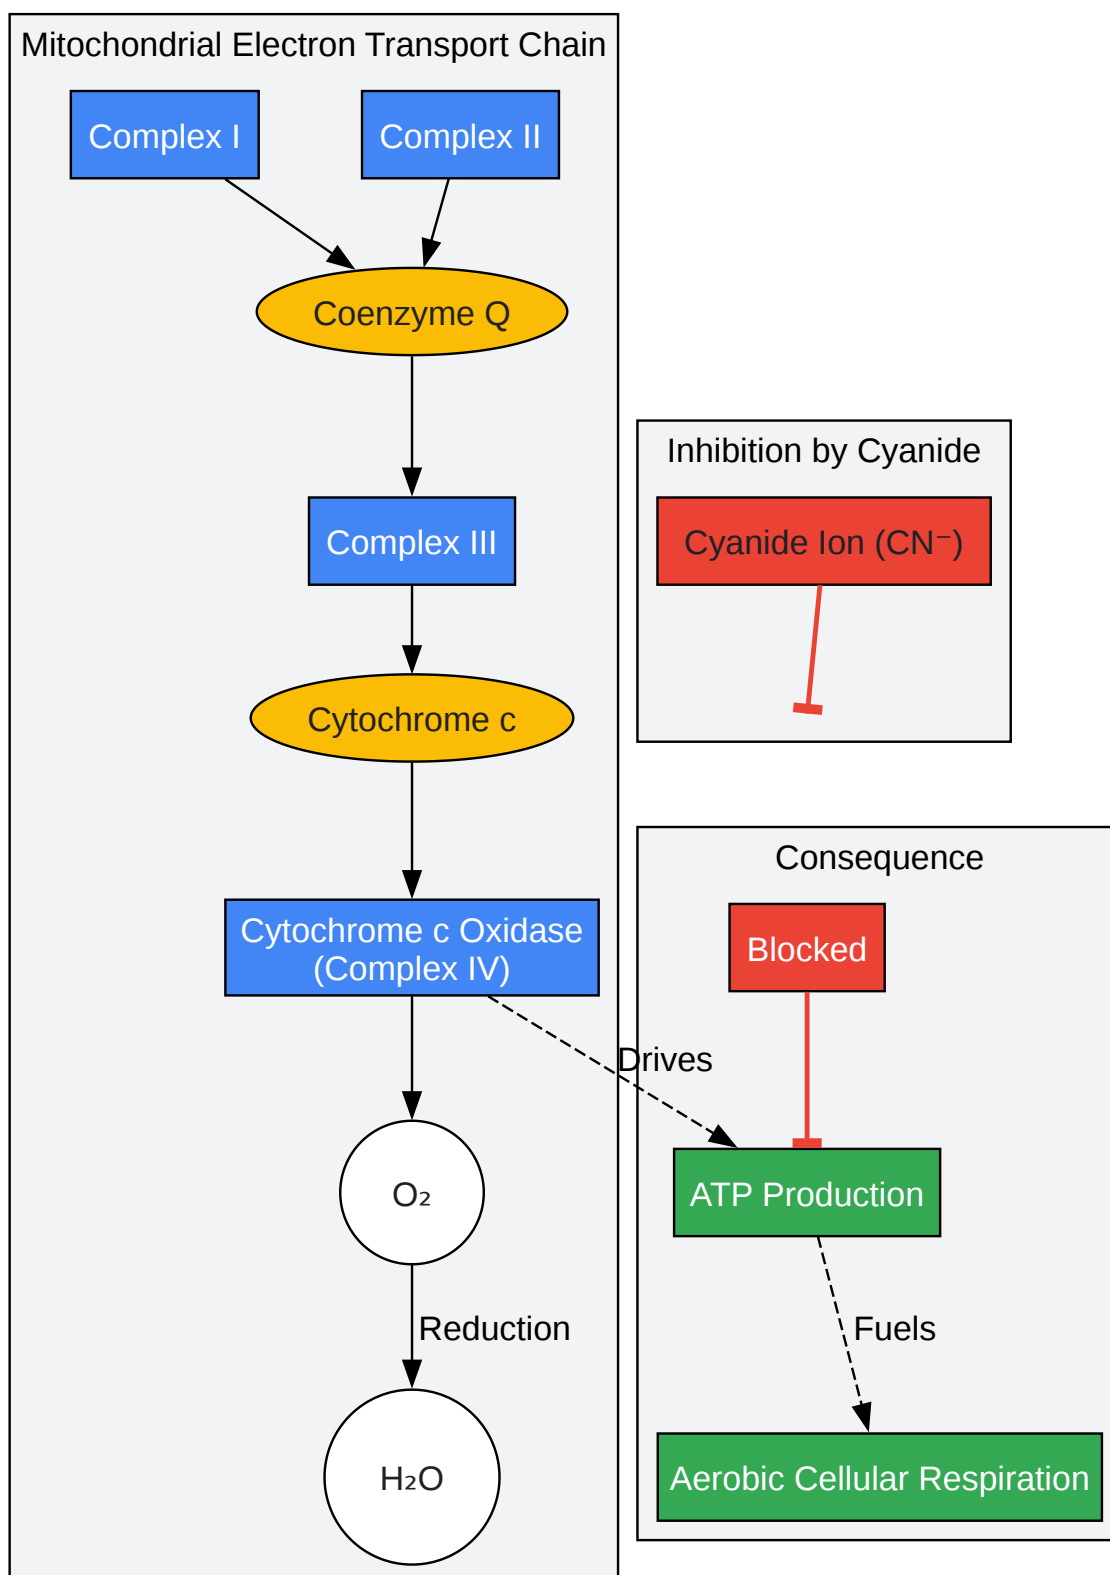 Mitochondrial Electron Transport Chain
Complex I
Complex II
Coenzyme Q
Complex III
Cytochrome c
Cytochrome c Oxidase
(Complex IV)
O₂
Reduction
H₂O
Inhibition by Cyanide
Cyanide Ion (CN⁻)
Consequence
Blocked
Drives
ATP Production
Fuels
Aerobic Cellular Respiration